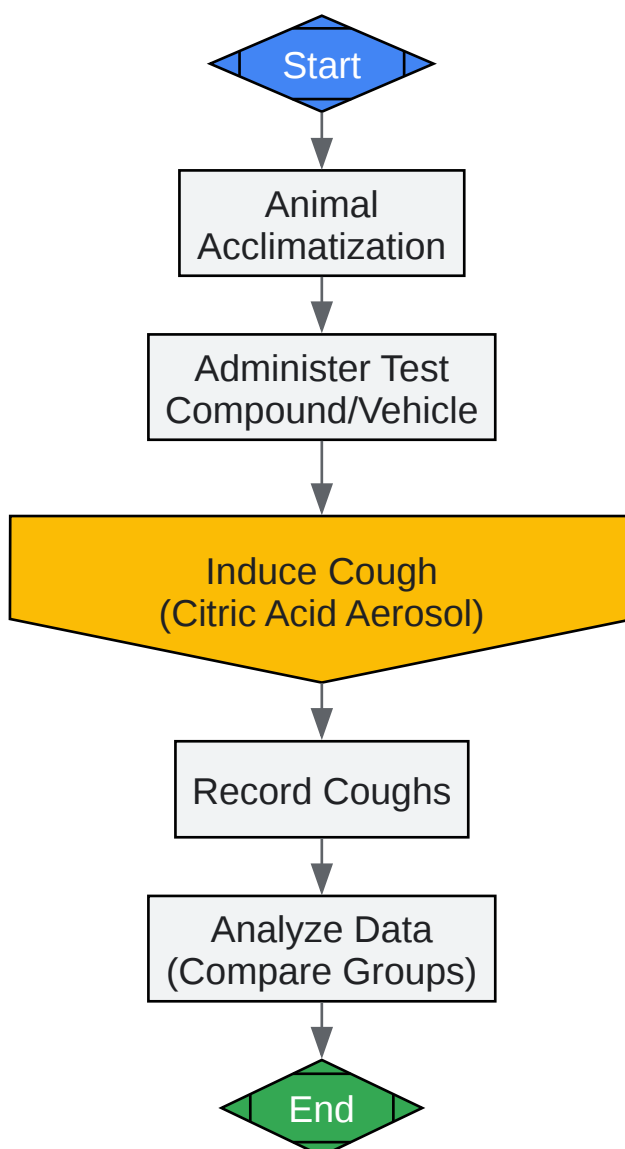 Start
Animal
Acclimatization
Administer Test
Compound/Vehicle
Induce Cough
(Citric Acid Aerosol)
Record Coughs
Analyze Data
(Compare Groups)
End